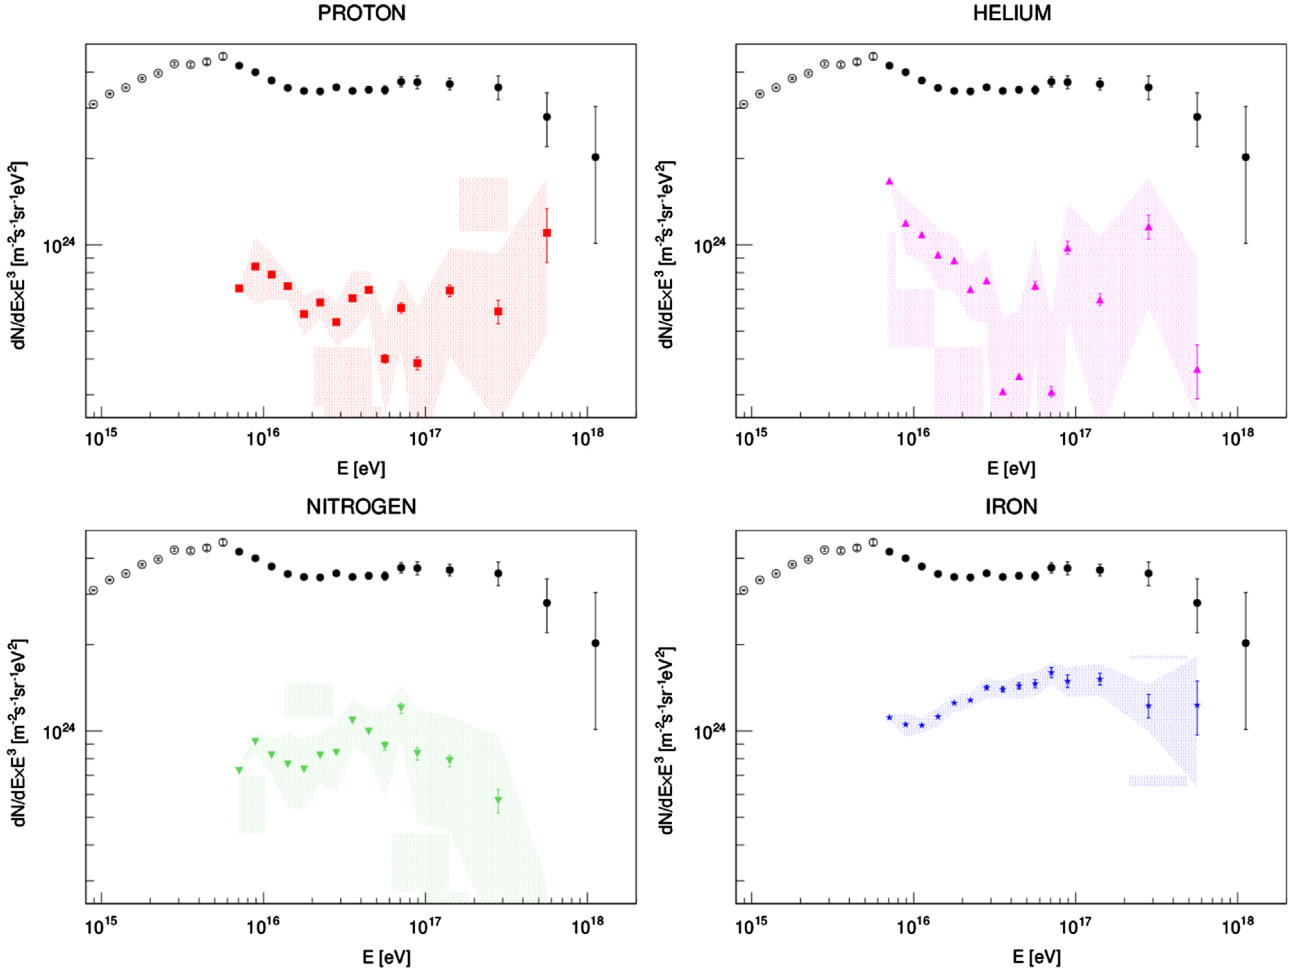 PROTON
dN/dE×E³ [m⁻²s⁻¹sr⁻¹eV²]
10²⁴
10¹⁵ 10¹⁶ 10¹⁷ 10¹⁸
E [eV]
HELIUM
dN/dE×E³ [m⁻²s⁻¹sr⁻¹eV²]
10²⁴
10¹⁵ 10¹⁶ 10¹⁷ 10¹⁸
E [eV]
NITROGEN
dN/dE×E³ [m⁻²s⁻¹sr⁻¹eV²]
10²⁴
10¹⁵ 10¹⁶ 10¹⁷ 10¹⁸
E [eV]
IRON
dN/dE×E³ [m⁻²s⁻¹sr⁻¹eV²]
10²⁴
10¹⁵ 10¹⁶ 10¹⁷ 10¹⁸
E [eV]